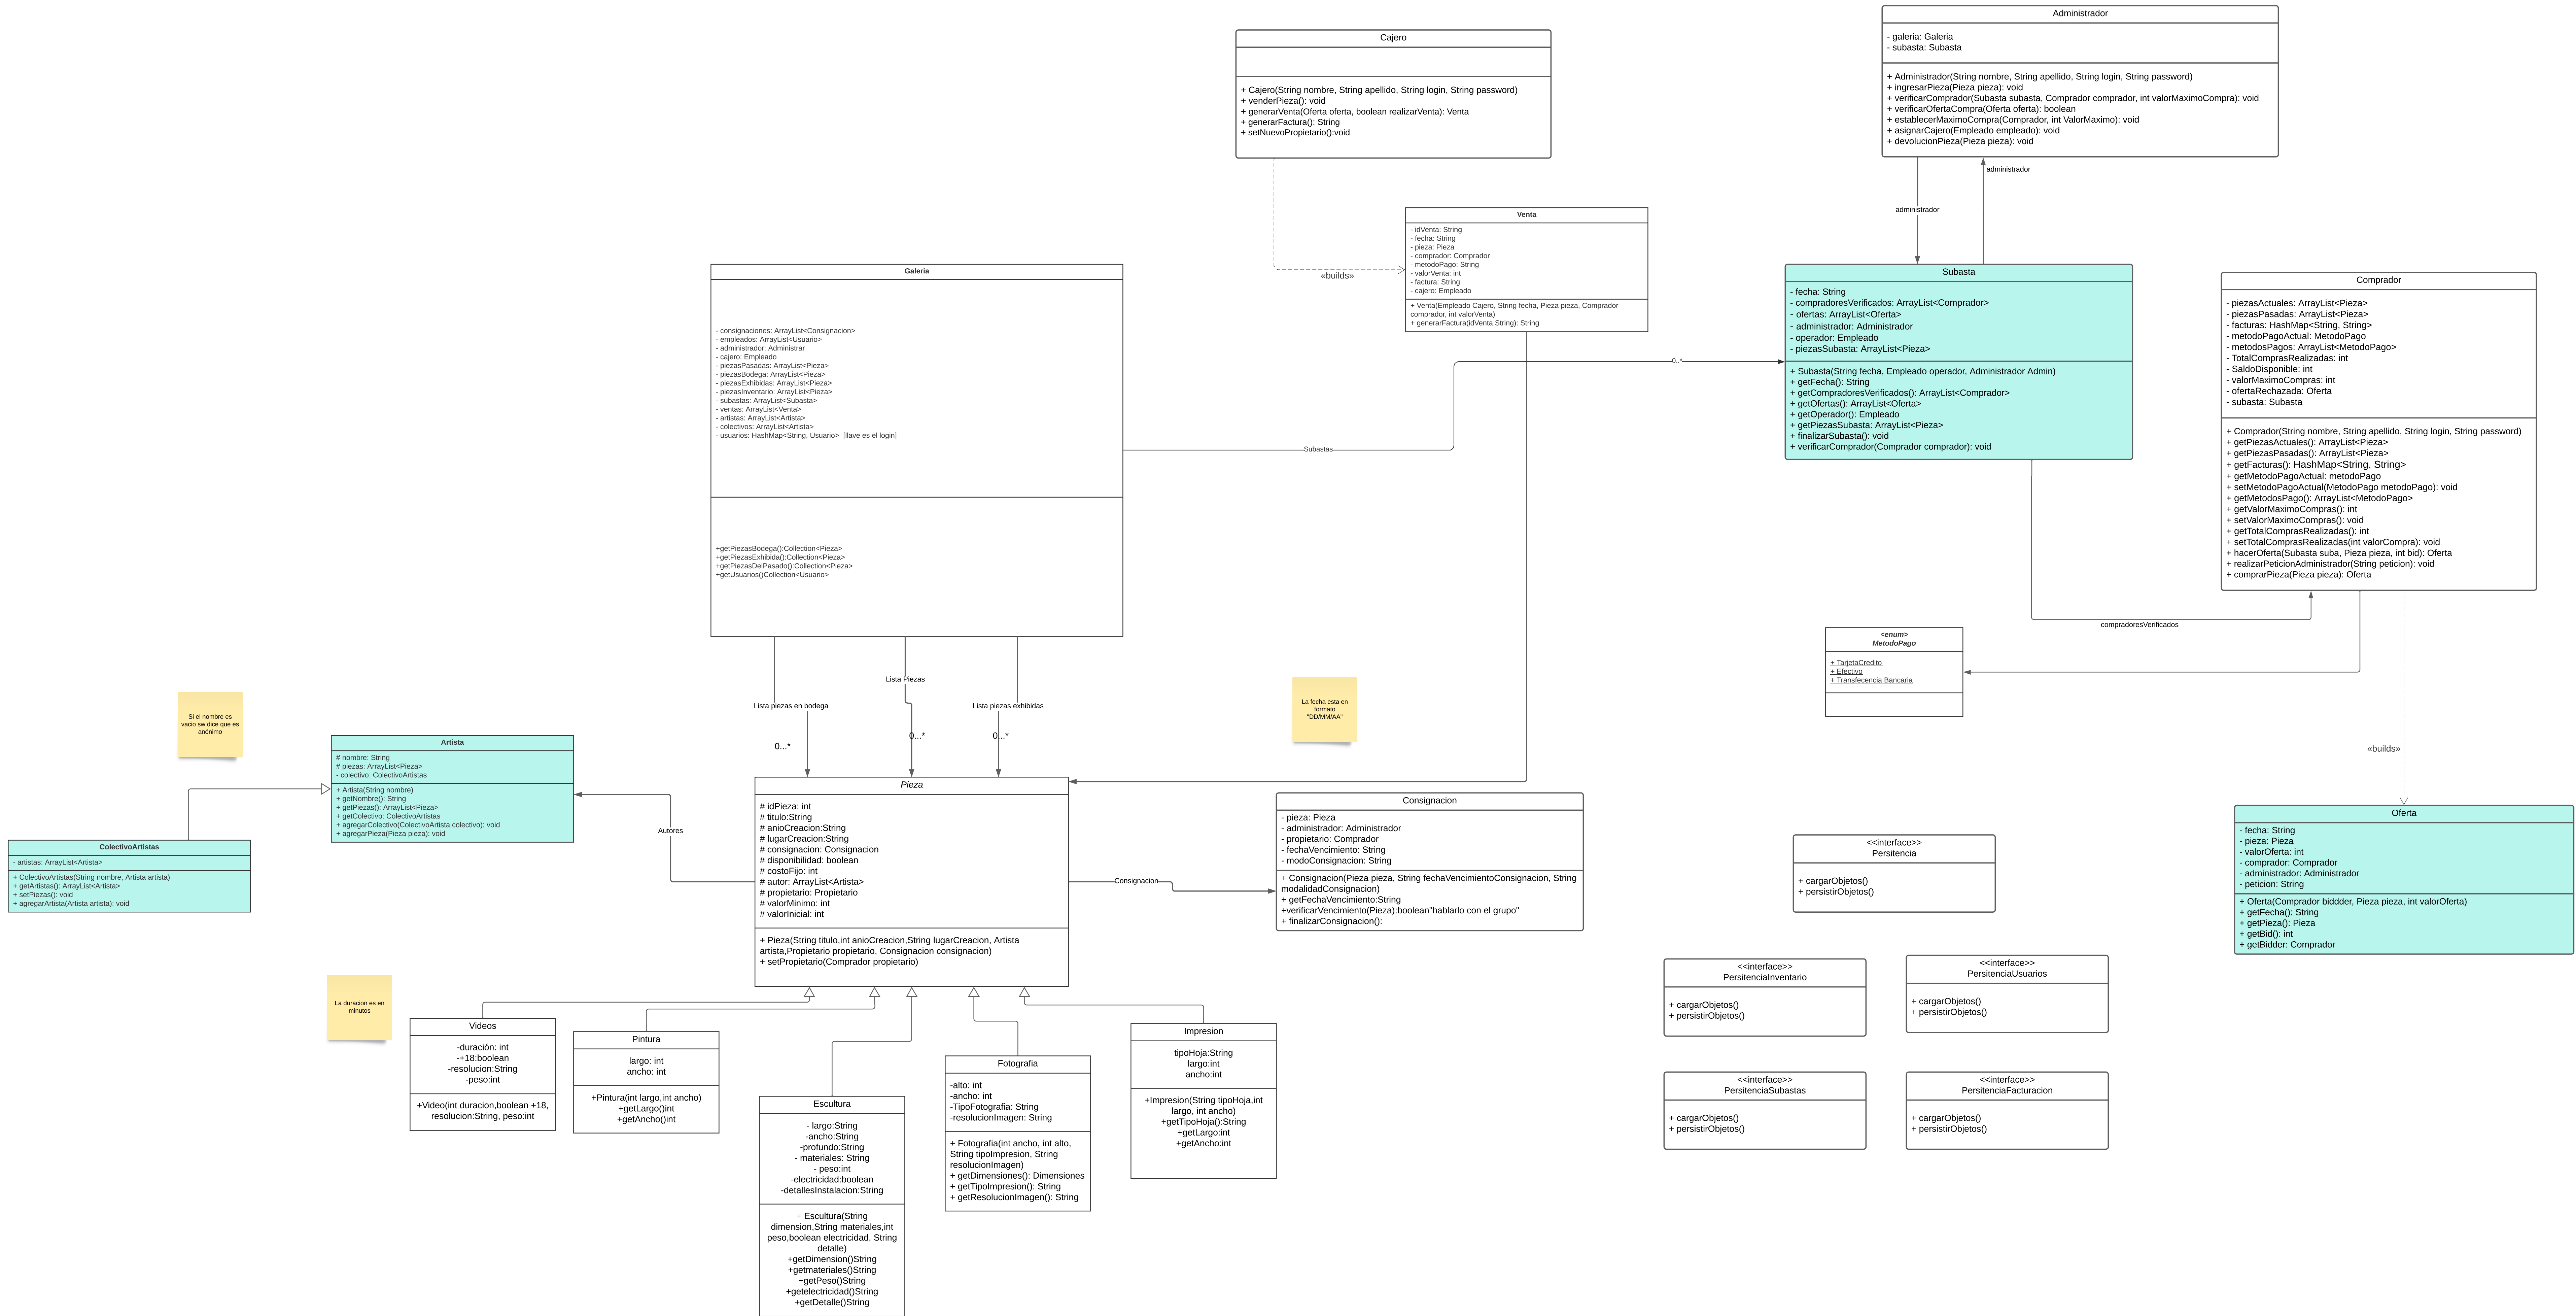 Administrador
- galeria: Galeria
- subasta: Subasta
+ Administrador(String nombre, String apellido, String login, String password)
+ ingresarPieza(Pieza pieza): void
+ verificarComprador(Subasta subasta, Comprador comprador, int valorMaximoCompra): void
+ verificarOfertaCompra(Oferta oferta): boolean
+ establecerMaximoCompra(Comprador, int ValorMaximo): void
+ asignarCajero(Empleado empleado): void
+ devolucionPieza(Pieza pieza): void
Cajero
+ Cajero(String nombre, String apellido, String login, String password)
+ venderPieza(): void
+ generarVenta(Oferta oferta, boolean realizarVenta): Venta
+ generarFactura(): String
+ setNuevoPropietario():void
administrador
administrador
«builds»
Venta
- idVenta: String
- fecha: String
- pieza: Pieza
- comprador: Comprador
- metodoPago: String
- valorVenta: int
- factura: String
- cajero: Empleado
+ Venta(Empleado Cajero, String fecha, Pieza pieza, Comprador
comprador, int valorVenta)
+ generarFactura(idVenta String): String
Galería
- consignaciones: ArrayList<Consignacion>
- empleados: ArrayList<Usuario>
- administrador: Administrar
- cajero: Empleado
- piezasPasadas: ArrayList<Pieza>
- piezasBodega: ArrayList<Pieza>
- piezasExhibidas: ArrayList<Pieza>
- piezasInventario: ArrayList<Pieza>
- subastas: ArrayList<Subasta>
- ventas: ArrayList<Venta>
- artistas: ArrayList<Artista>
- colectivos: ArrayList<Artista>
- usuarios: HashMap<String, Usuario>  [llave es el login]
+getPiezasBodega():Collection<Pieza>
+getPiezasExhibida():Collection<Pieza>
+getPiezasDelPasado():Collection<Pieza>
+getUsuarios()Collection<Usuario>
Subastas
0..*
Subasta
- fecha: String
- compradoresVerificados: ArrayList<Comprador>
- ofertas: ArrayList<Oferta>
- administrador: Administrador
- operador: Empleado
- piezasSubasta: ArrayList<Pieza>
+ Subasta(String fecha, Empleado operador, Administrador Admin)
+ getFecha(): String
+ getCompradoresVerificados(): ArrayList<Comprador>
+ getOfertas(): ArrayList<Oferta>
+ getOperador(): Empleado
+ getPiezasSubasta: ArrayList<Pieza>
+ finalizarSubasta(): void
+ verificarComprador(Comprador comprador): void
Comprador
- piezasActuales: ArrayList<Pieza>
- piezasPasadas: ArrayList<Pieza>
- facturas: HashMap<String, String>
- metodoPagoActual: MetodoPago
- metodosPagos: ArrayList<MetodoPago>
- TotalComprasRealizadas: int
- SaldoDisponible: int
- valorMaximoCompras: int
- ofertaRechazada: Oferta
- subasta: Subasta
+ Comprador(String nombre, String apellido, String login, String password)
+ getPiezasActuales(): ArrayList<Pieza>
+ getPiezasPasadas(): ArrayList<Pieza>
+ getFacturas(): HashMap<String, String>
+ getMetodoPagoActual: metodoPago
+ setMetodoPagoActual(MetodoPago metodoPago): void
+ getMetodosPago(): ArrayList<MetodoPago>
+ getValorMaximoCompras(): int
+ setValorMaximoCompras(): void
+ getTotalComprasRealizadas(): int
+ setTotalComprasRealizadas(int valorCompra): void
+ hacerOferta(Subasta suba, Pieza pieza, int bid): Oferta
+ realizarPeticionAdministrador(String peticion): void
+ comprarPieza(Pieza pieza): Oferta
compradoresVerificados
<enum>
MetodoPago
+ TarjetaCredito
+ Efectivo
+ Transfecencia Bancaria
«builds»
Lista piezas en bodega
Lista Piezas
Lista piezas exhibidas
0...*
0...*
0...*
La fecha esta en
formato
"DD/MM/AA"
Si el nombre es
vacio sw dice que es
anónimo
Artista
# nombre: String
# piezas: ArrayList<Pieza>
- colectivo: ColectivoArtistas
+ Artista(String nombre)
+ getNombre(): String
+ getPiezas(): ArrayList<Pieza>
+ getColectivo: ColectivoArtistas
+ agregarColectivo(ColectivoArtista colectivo): void
+ agregarPieza(Pieza pieza): void
ColectivoArtistas
- artistas: ArrayList<Artista>
+ ColectivoArtistas(String nombre, Artista artista)
+ getArtistas(): ArrayList<Artista>
+ setPiezas(): void
+ agregarArtista(Artista artista): void
Autores
Pieza
# idPieza: int
# titulo:String
# anioCreacion:String
# lugarCreacion:String
# consignacion: Consignacion
# disponibilidad: boolean
# costoFijo: int
# autor: ArrayList<Artista>
# propietario: Propietario
# valorMinimo: int
# valorInicial: int
+ Pieza(String titulo,int anioCreacion,String lugarCreacion, Artista
artista,Propietario propietario, Consignacion consignacion)
+ setPropietario(Comprador propietario)
Consignacion
Consignacion
- pieza: Pieza
- administrador: Administrador
- propietario: Comprador
- fechaVencimiento: String
- modoConsignacion: String
+ Consignacion(Pieza pieza, String fechaVencimientoConsignacion, String
modalidadConsignacion)
+ getFechaVencimiento:String
+verificarVencimiento(Pieza):boolean"hablarlo con el grupo"
+ finalizarConsignacion():
<<interface>>
Persitencia
+ cargarObjetos()
+ persistirObjetos()
Oferta
- fecha: String
- pieza: Pieza
- valorOferta: int
- comprador: Comprador
- administrador: Administrador
- peticion: String
+ Oferta(Comprador biddder, Pieza pieza, int valorOferta)
+ getFecha(): String
+ getPieza(): Pieza
+ getBid(): int
+ getBidder: Comprador
<<interface>>
PersitenciaInventario
+ cargarObjetos()
+ persistirObjetos()
<<interface>>
PersitenciaUsuarios
+ cargarObjetos()
+ persistirObjetos()
<<interface>>
PersitenciaSubastas
+ cargarObjetos()
+ persistirObjetos()
<<interface>>
PersitenciaFacturacion
+ cargarObjetos()
+ persistirObjetos()
La duracion es en
minutos
Videos
-duración: int
-+18:boolean
-resolucion:String
-peso:int
+Video(int duracion,boolean +18,
resolucion:String, peso:int
Pintura
largo: int
ancho: int
+Pintura(int largo,int ancho)
+getLargo()int
+getAncho()int
Escultura
- largo:String
-ancho:String
-profundo:String
- materiales: String
- peso:int
-electricidad:boolean
-detallesInstalacion:String
+ Escultura(String
dimension,String materiales,int
peso,boolean electricidad, String
detalle)
+getDimension()String
+getmateriales()String
+getPeso()String
+getelectricidad()String
+getDetalle()String
Fotografia
-alto: int
-ancho: int
-TipoFotografia: String
-resolucionImagen: String
+ Fotografia(int ancho, int alto,
String tipoImpresion, String
resolucionImagen)
+ getDimensiones(): Dimensiones
+ getTipoImpresion(): String
+ getResolucionImagen(): String
Impresion
tipoHoja:String
largo:int
ancho:int
+Impresion(String tipoHoja,int
largo, int ancho)
+getTipoHoja():String
+getLargo:int
+getAncho:int